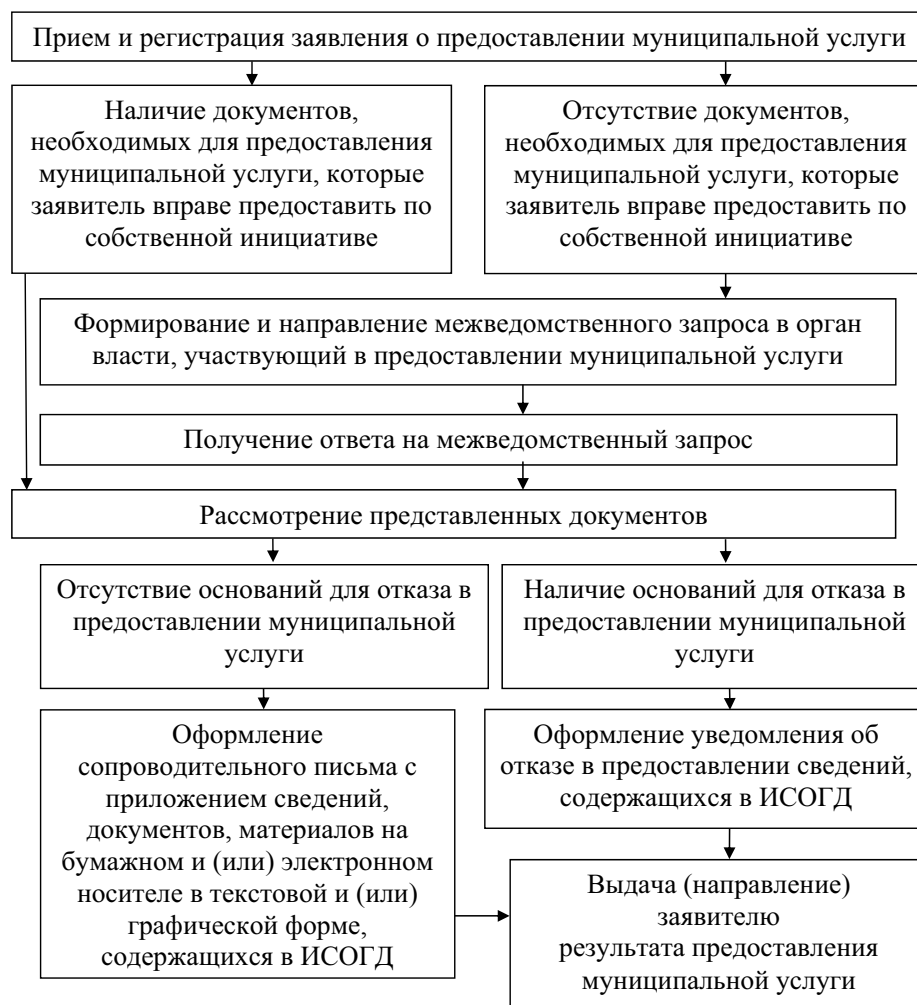 Прием и регистрация заявления о предоставлении муниципальной услуги
Наличие документов,
необходимых для предоставления
муниципальной услуги, которые
заявитель вправе предоставить по
собственной инициативе
Отсутствие документов,
необходимых для предоставления
муниципальной услуги, которые
заявитель вправе предоставить по
собственной инициативе
Формирование и направление межведомственного запроса в орган
власти, участвующий в предоставлении муниципальной услуги
Получение ответа на межведомственный запрос
Рассмотрение представленных документов
Отсутствие оснований для отказа в
предоставлении муниципальной
услуги
Наличие оснований для отказа в
предоставлении муниципальной
услуги
Оформление
сопроводительного письма с
приложением сведений,
документов, материалов на
бумажном и (или) электронном
носителе в текстовой и (или)
графической форме,
содержащихся в ИСОГД
Оформление уведомления об
отказе в предоставлении сведений,
содержащихся в ИСОГД
Выдача (направление)
заявителю
результата предоставления
муниципальной услуги